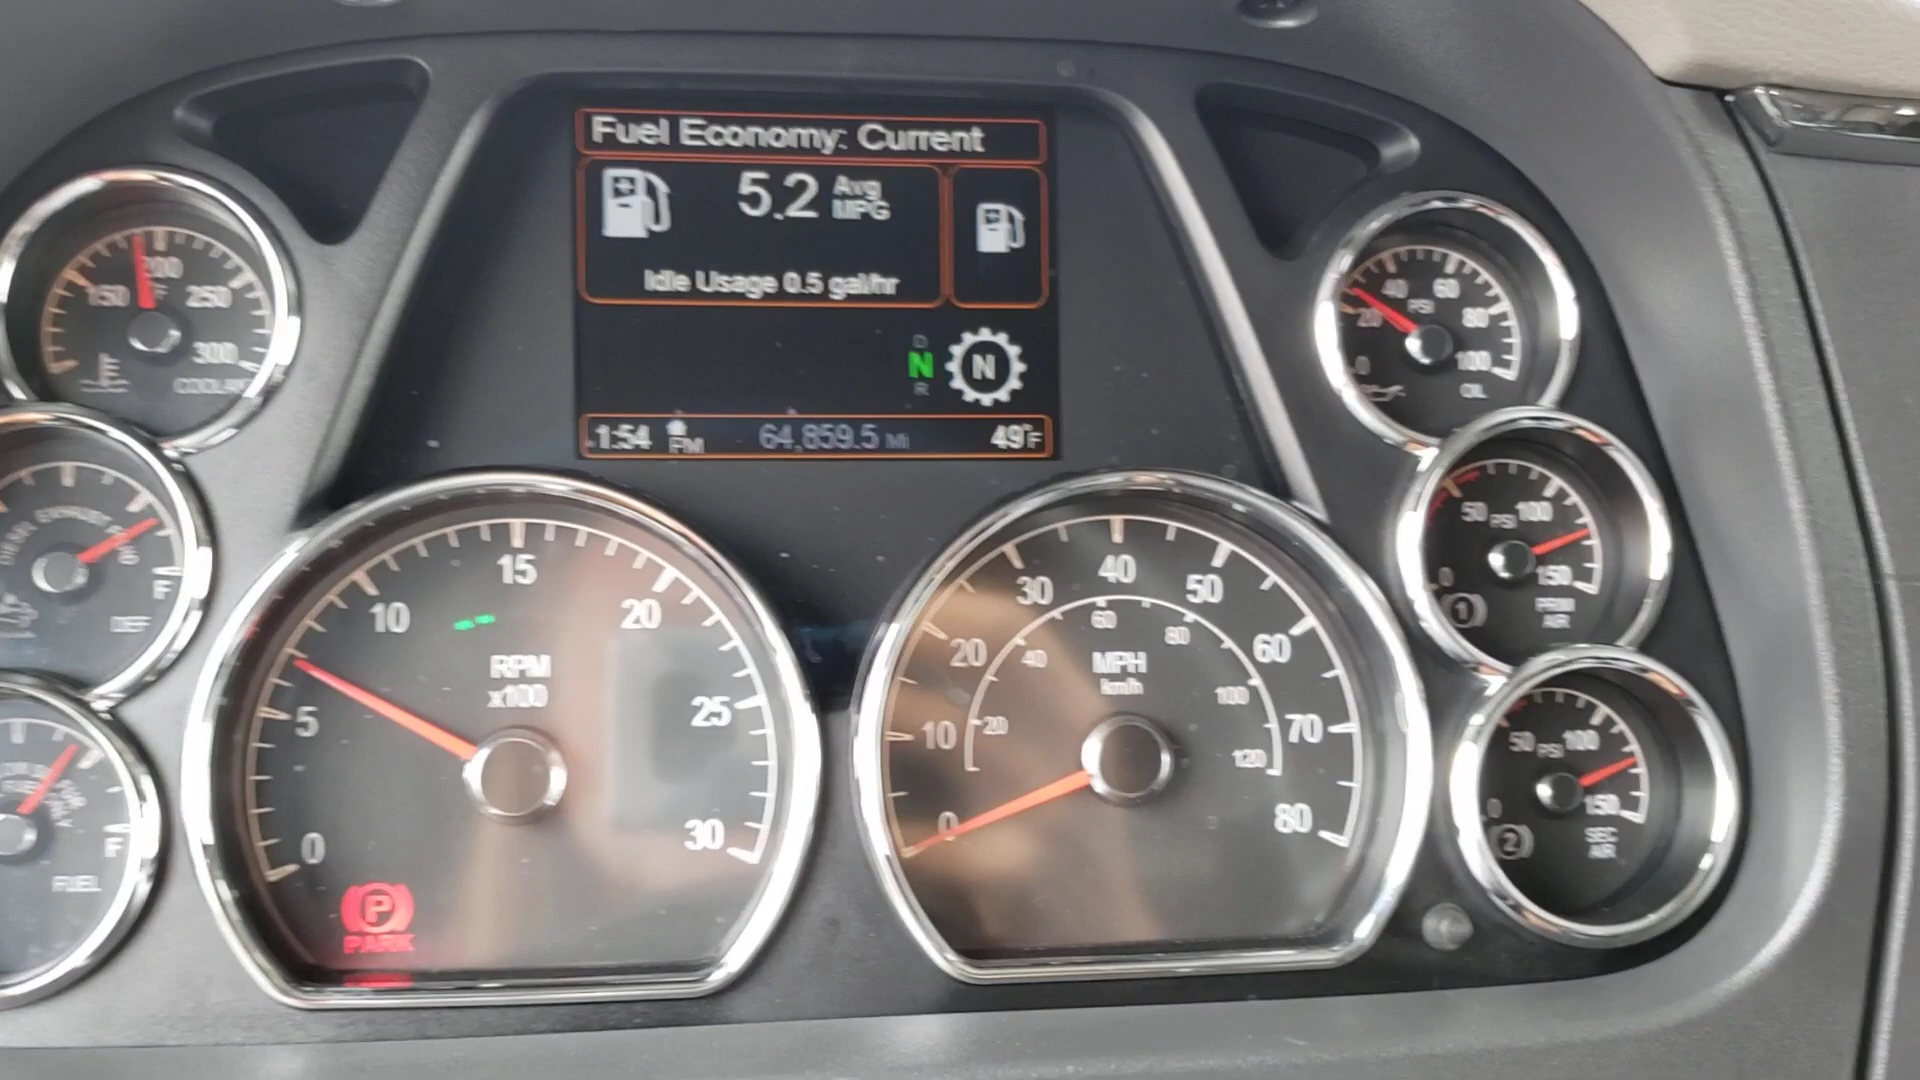 Fuel Economy: Current
5.2 Avg MPG
Idle Usage 0.5 gal/hr
D
N
R
N
1:54 PM 64,859.5 MI 49°F
150 200 250 300
°F
COOLANT
DIESEL EXHAUST FLUID
F
DEF
F
FUEL
0 5 10 15 20 25 30
RPM
x100
P
PARK
0 10 20 30 40 50 60 70 80
MPH
km/h
20 40 60 80 100 120
0 20 40 60 80 100
PSI
OIL
0 50 100 150
PSI
1
PRIM
AIR
0 50 100 150
PSI
2
SEC
AIR